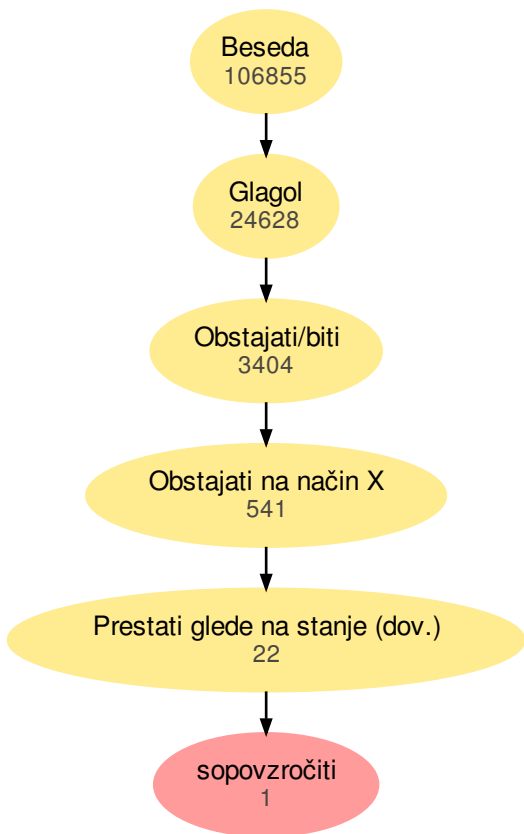 Beseda
106855
Glagol
24628
Obstajati/biti
3404
Obstajati na način X
541
Prestati glede na stanje (dov.)
22
sopovzročiti
1